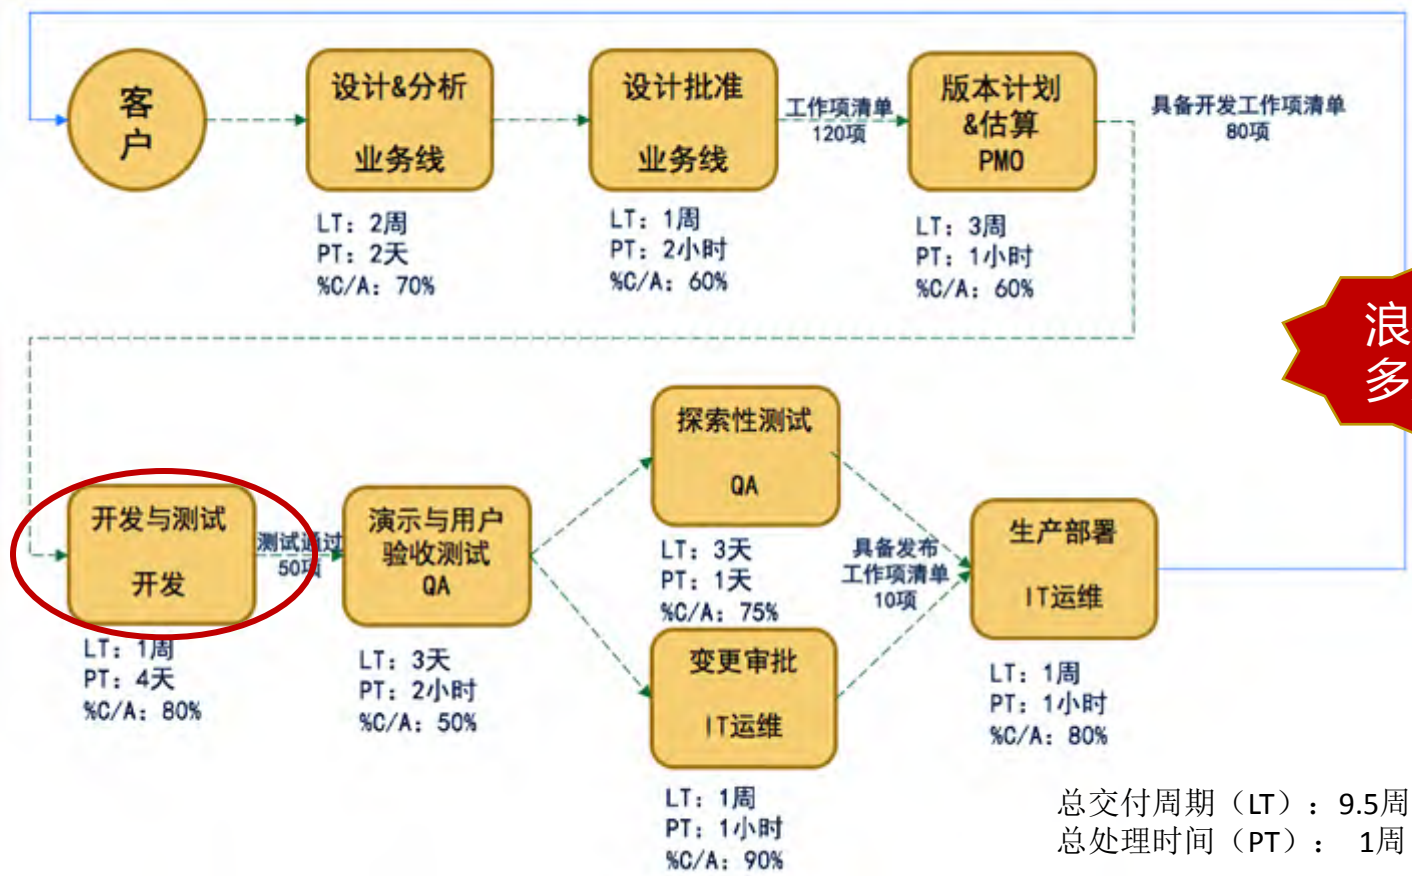 客
户
设计&分析
业务线
LT: 2周
PT: 2天
%C/A: 70%
设计批准
业务线
LT: 1周
PT: 2小时
%C/A: 60%
工作项清单
120项
版本计划
&估算
PMO
LT: 3周
PT: 1小时
%C/A: 60%
具备开发工作项清单
80项
浪
多
开发与测试
开发
LT: 1周
PT: 4天
%C/A: 80%
测试通过
50项
演示与用户
验收测试
QA
LT: 3天
PT: 2小时
%C/A: 50%
探索性测试
QA
LT: 3天
PT: 1天
%C/A: 75%
变更审批
IT运维
LT: 1周
PT: 1小时
%C/A: 90%
具备发布
工作项清单
10项
生产部署
IT运维
LT: 1周
PT: 1小时
%C/A: 80%
总交付周期（LT）：9.5周
总处理时间（PT）： 1周